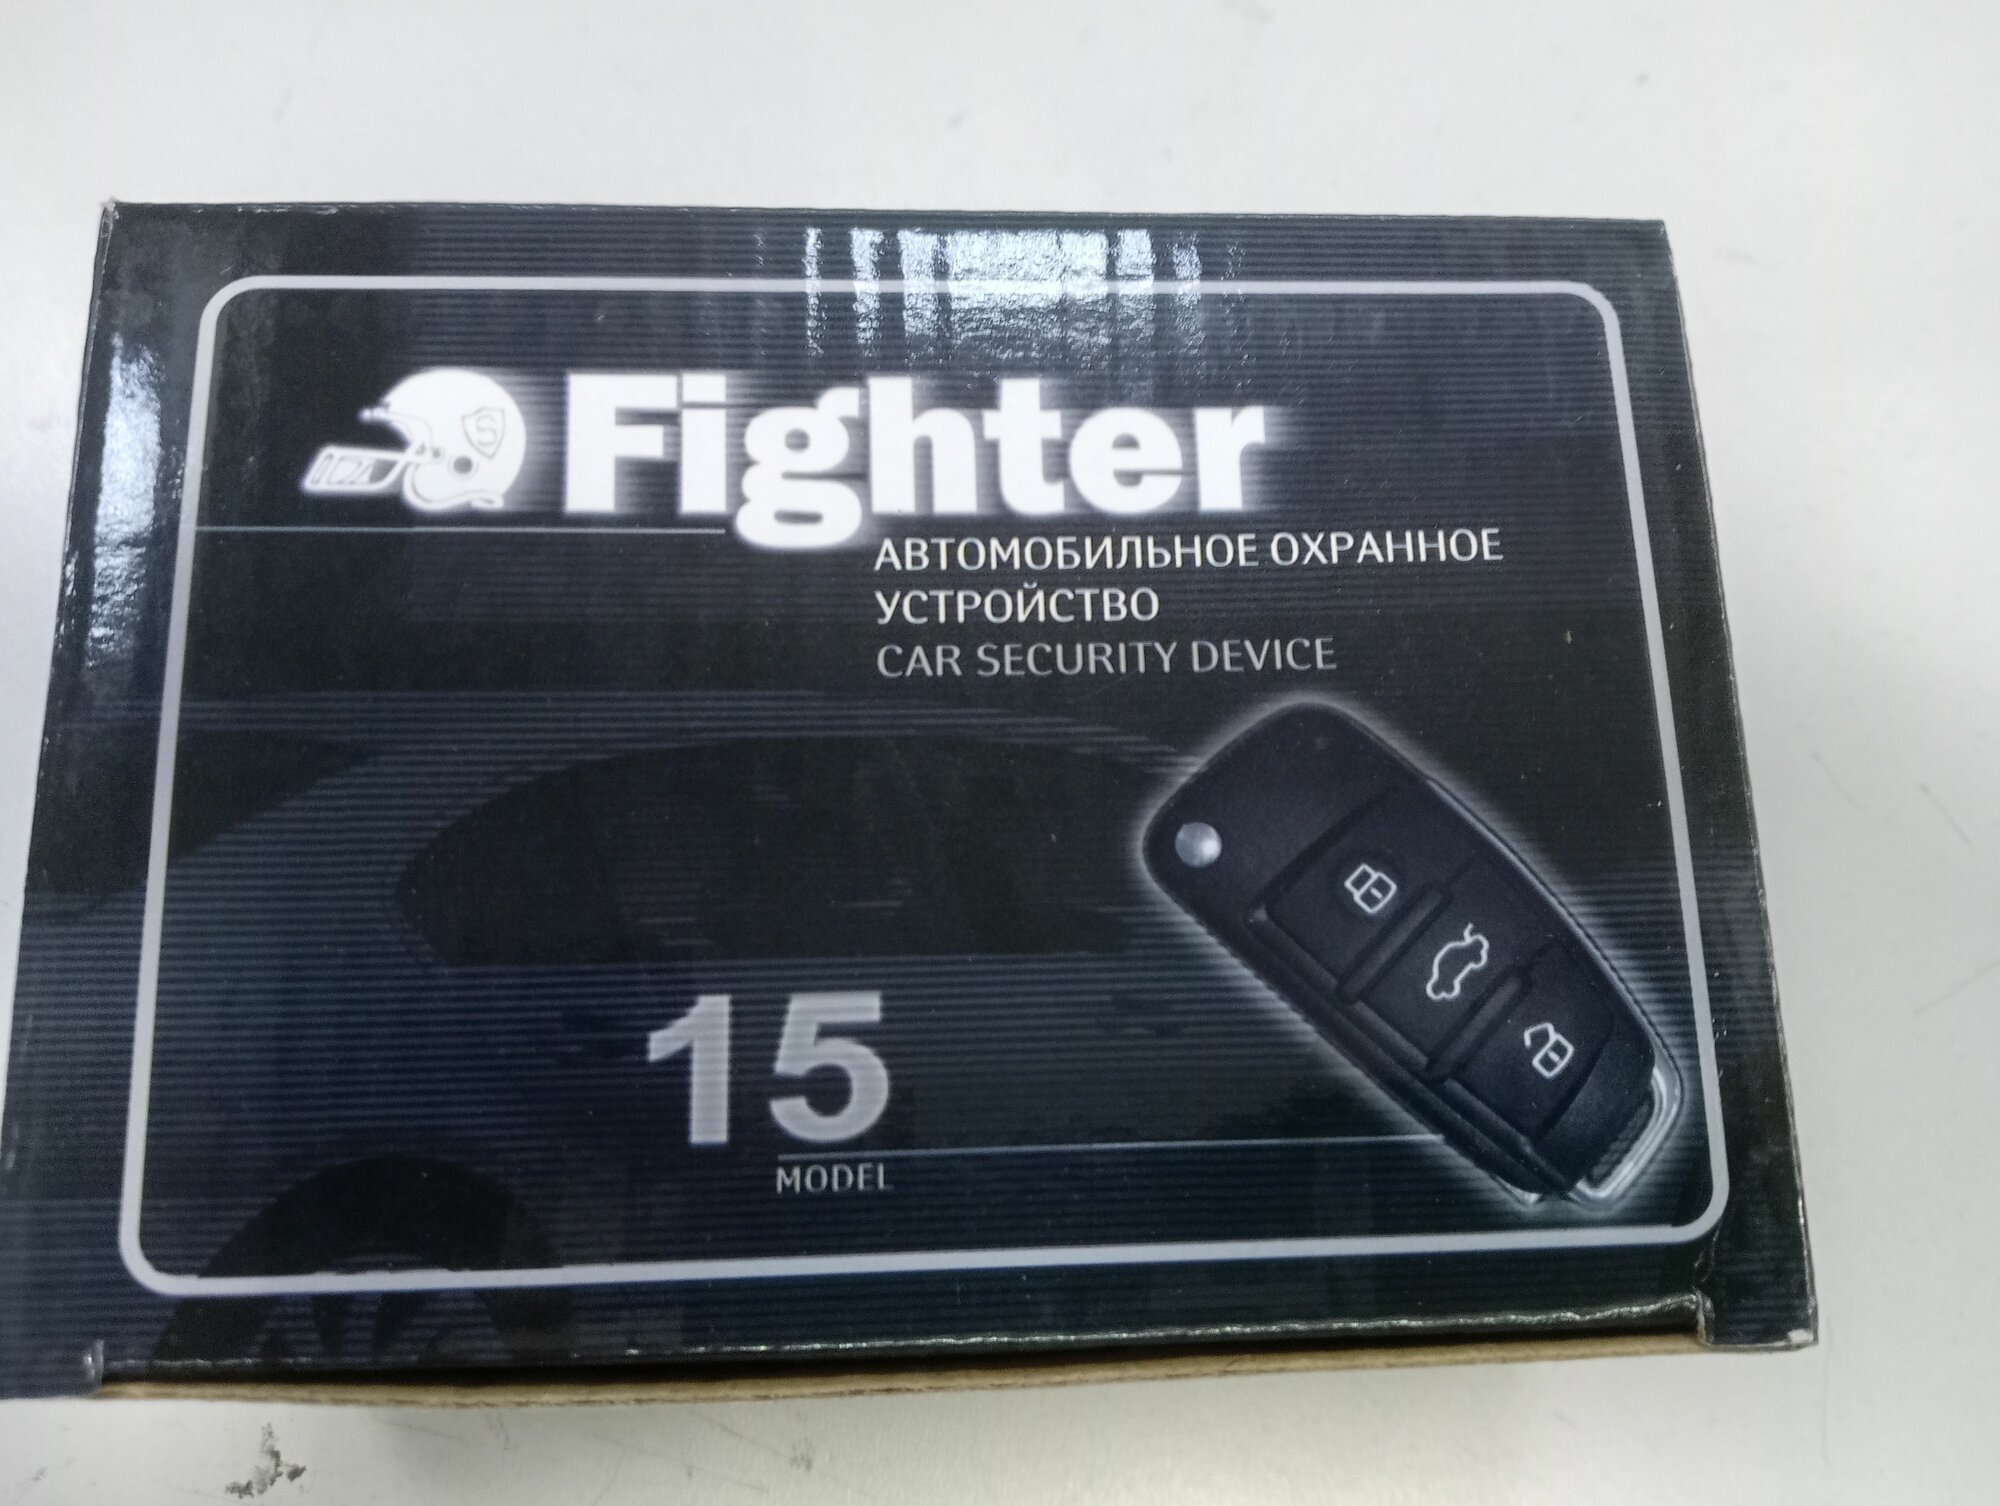 S
Fighter
АВТОМОБИЛЬНОЕ ОХРАННОЕ
УСТРОЙСТВО
CAR SECURITY DEVICE
15
MODEL